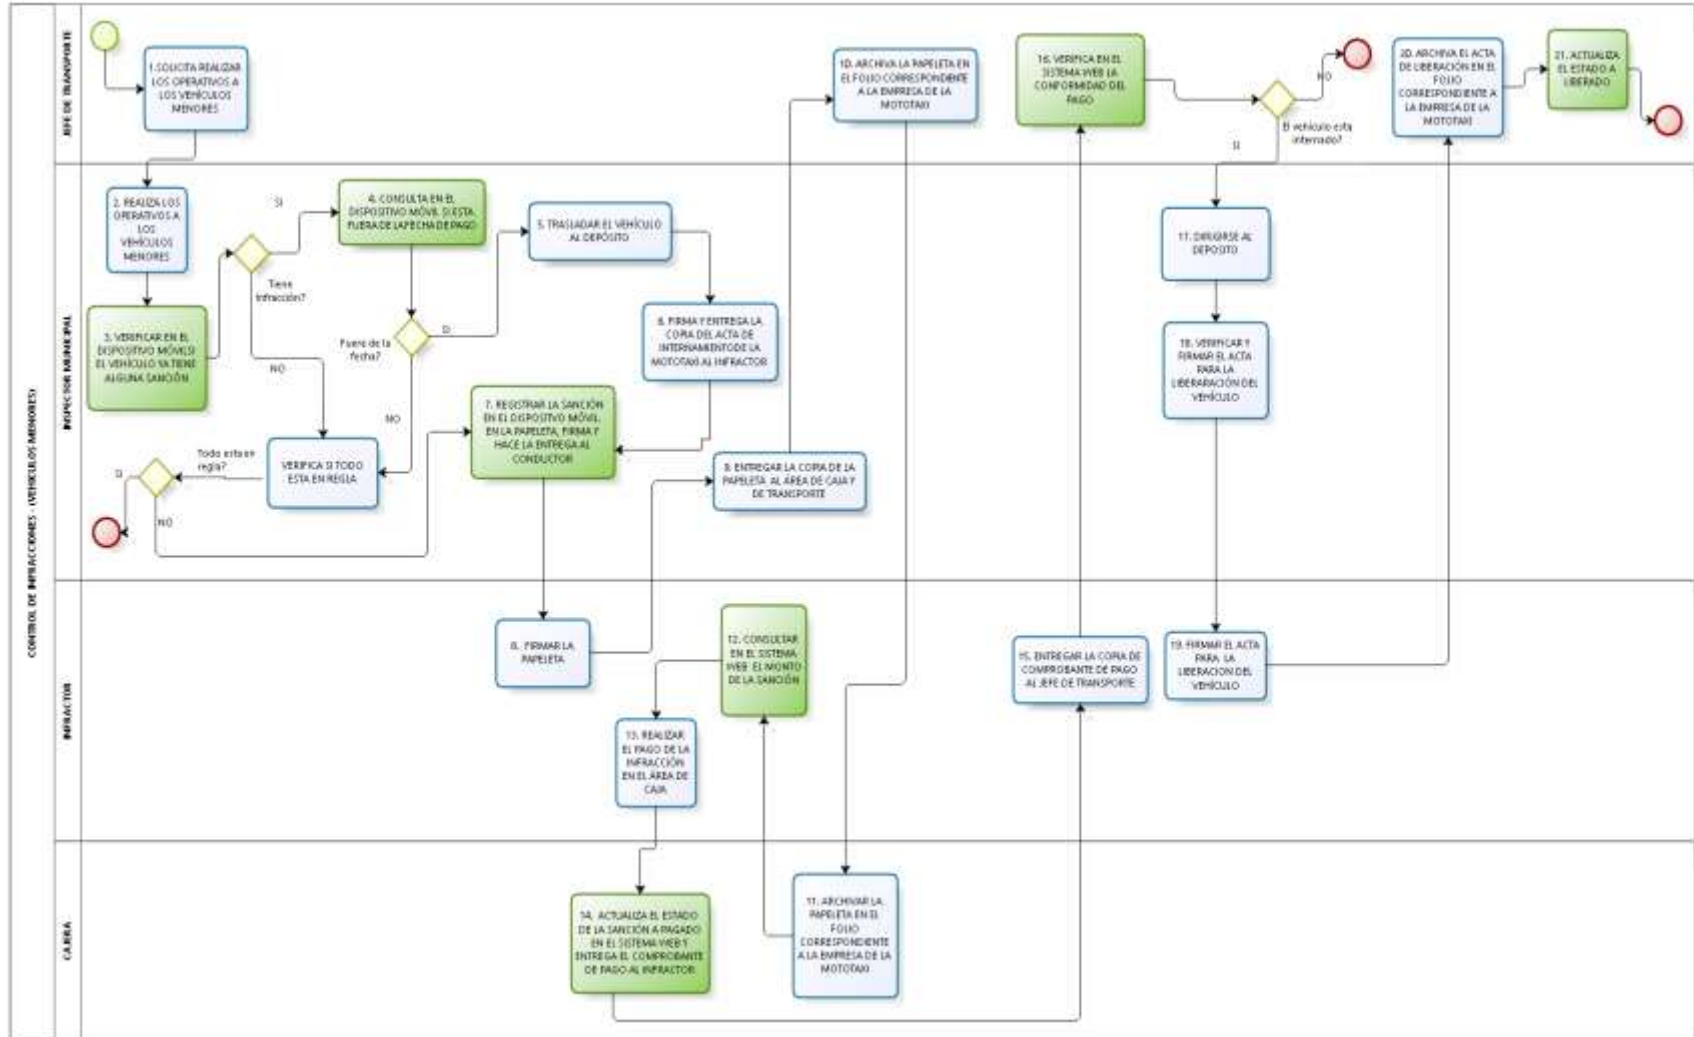 CONTROL DE INFRACCIONES - (VEHICULOS MENORES)
JEFE DE TRANSPORTE
1.SOLICITA REALIZAR
LOS OPERATIVOS A
LOS VEHÍCULOS
MENORES
10. ARCHIVA LA PAPELETA EN
EL FOLIO CORRESPONDIENTE
A LA EMPRESA DE LA
MOTOTAXI
16. VERIFICA EN EL
SISTEMA WEB LA
CONFORMIDAD DEL
PAGO
NO
El vehículo esta
internado?
SI
20. ARCHIVA EL ACTA
DE LIBERACIÓN EN EL
FOLIO
CORRESPONDIENTE A
LA EMPRESA DE LA
MOTOTAXI
21. ACTUALIZA
EL ESTADO A
LIBERADO
INSPECTOR MUNICIPAL
2. REALIZA LOS
OPERATIVOS A
LOS
VEHÍCULOS
MENORES
3. VERIFICAR EN EL
DISPOSITIVO MÓVIL SI
EL VEHÍCULO YA TIENE
ALGUNA SANCIÓN
SI
Tiene
Infracción?
NO
4. CONSULTA EN EL
DISPOSITIVO MÓVIL SI ESTA
FUERA DE LA FECHA DE PAGO
Fuera de la
fecha?
SI
NO
5. TRASLADAR EL VEHÍCULO
AL DEPÓSITO
6. FIRMA Y ENTREGA LA
COPIA DEL ACTA DE
INTERNAMIENTODE LA
MOTOTAXI AL INFRACTOR
7. REGISTRAR LA SANCIÓN
EN EL DISPOSITVO MÓVIL
EN LA PAPELETA, FIRMA Y
HACE LA ENTREGA AL
CONDUCTOR
VERIFICA SI TODO
ESTA EN REGLA
Todo esta en
regla?
SI
NO
9. ENTREGAR LA COPIA DE LA
PAPELETA AL ÁREA DE CAJA Y
DE TRANSPORTE
17. DIRIGIRSE AL
DEPOSITO
18. VERIFICAR Y
FIRMAR EL ACTA
PARA LA
LIBERARACIÓN DEL
VEHÍCULO
INFRACTOR
8. FIRMAR LA
PAPELETA
12. CONSULTAR
EN EL SISTEMA
WEB EL MONTO
DE LA SANCIÓN
13. REALIZAR
EL PAGO DE LA
INFRACCIÓN
EN EL ÁREA DE
CAJA
15. ENTREGAR LA COPIA DE
COMPROBANTE DE PAGO
AL JEFE DE TRANSPORTE
19. FIRMAR EL ACTA
PARA LA
LIBERACION DEL
VEHÍCULO
CAJERA
14. ACTUALIZA EL ESTADO
DE LA SANCIÓN A PAGADO
EN EL SISTEMA WEB Y
ENTREGA EL COMPROBANTE
DE PAGO AL INFRACTOR
11. ARCHIVAR LA
PAPELETA EN EL
FOLIO
CORRESPONDIENTE
A LA EMPRESA DE LA
MOTOTAXI